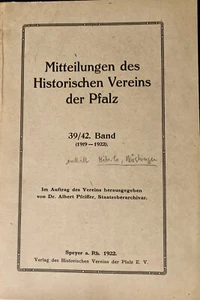 Mitteilungen des
Historischen Vereins
der Pfalz
39/42. Band
(1919—1922).
enthält
Im Auftrag des Vereins herausgegeben
von Dr. Albert Pfeiffer, Staatsoberarchivar.
Speyer a. Rh. 1922.
Verlag des Historischen Vereins der Pfalz E. V.